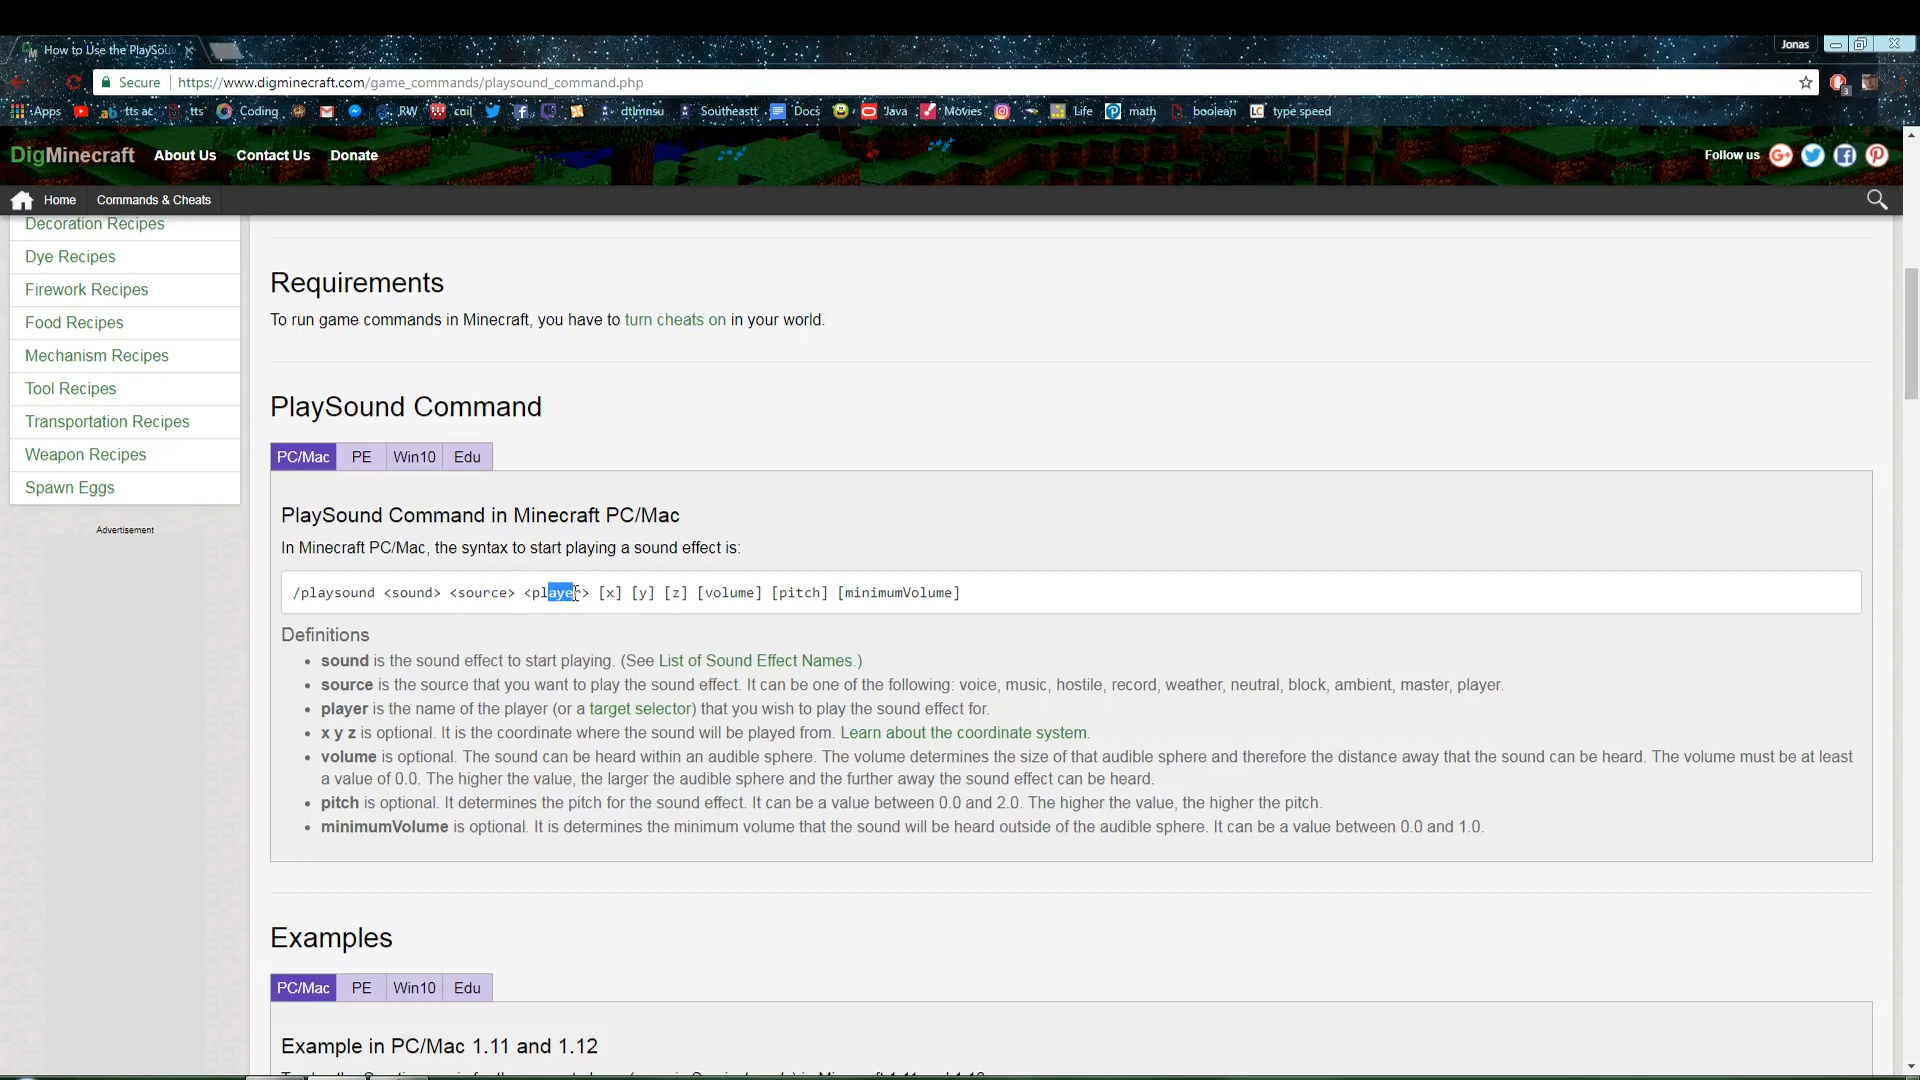 How to Use the PlaySou
Jonas
Secure https://www.digminecraft.com/game_commands/playsound_command.php
Apps tts ac tts Coding RW coil dtlmnsu Southeastt Docs Java Movies Life math boolean LC type speed
DigMinecraft About Us Contact Us Donate Follow us
Home Commands & Cheats
Decoration Recipes
Dye Recipes
Firework Recipes
Food Recipes
Mechanism Recipes
Tool Recipes
Transportation Recipes
Weapon Recipes
Spawn Eggs
Advertisement
Requirements
To run game commands in Minecraft, you have to turn cheats on in your world.
PlaySound Command
PC/Mac PE Win10 Edu
PlaySound Command in Minecraft PC/Mac
In Minecraft PC/Mac, the syntax to start playing a sound effect is:
/playsound <sound> <source> <player> [x] [y] [z] [volume] [pitch] [minimumVolume]
Definitions
• sound is the sound effect to start playing. (See List of Sound Effect Names.)
• source is the source that you want to play the sound effect. It can be one of the following: voice, music, hostile, record, weather, neutral, block, ambient, master, player.
• player is the name of the player (or a target selector) that you wish to play the sound effect for.
• x y z is optional. It is the coordinate where the sound will be played from. Learn about the coordinate system.
• volume is optional. The sound can be heard within an audible sphere. The volume determines the size of that audible sphere and therefore the distance away that the sound can be heard. The volume must be at least
a value of 0.0. The higher the value, the larger the audible sphere and the further away the sound effect can be heard.
• pitch is optional. It determines the pitch for the sound effect. It can be a value between 0.0 and 2.0. The higher the value, the higher the pitch.
• minimumVolume is optional. It is determines the minimum volume that the sound will be heard outside of the audible sphere. It can be a value between 0.0 and 1.0.
Examples
PC/Mac PE Win10 Edu
Example in PC/Mac 1.11 and 1.12